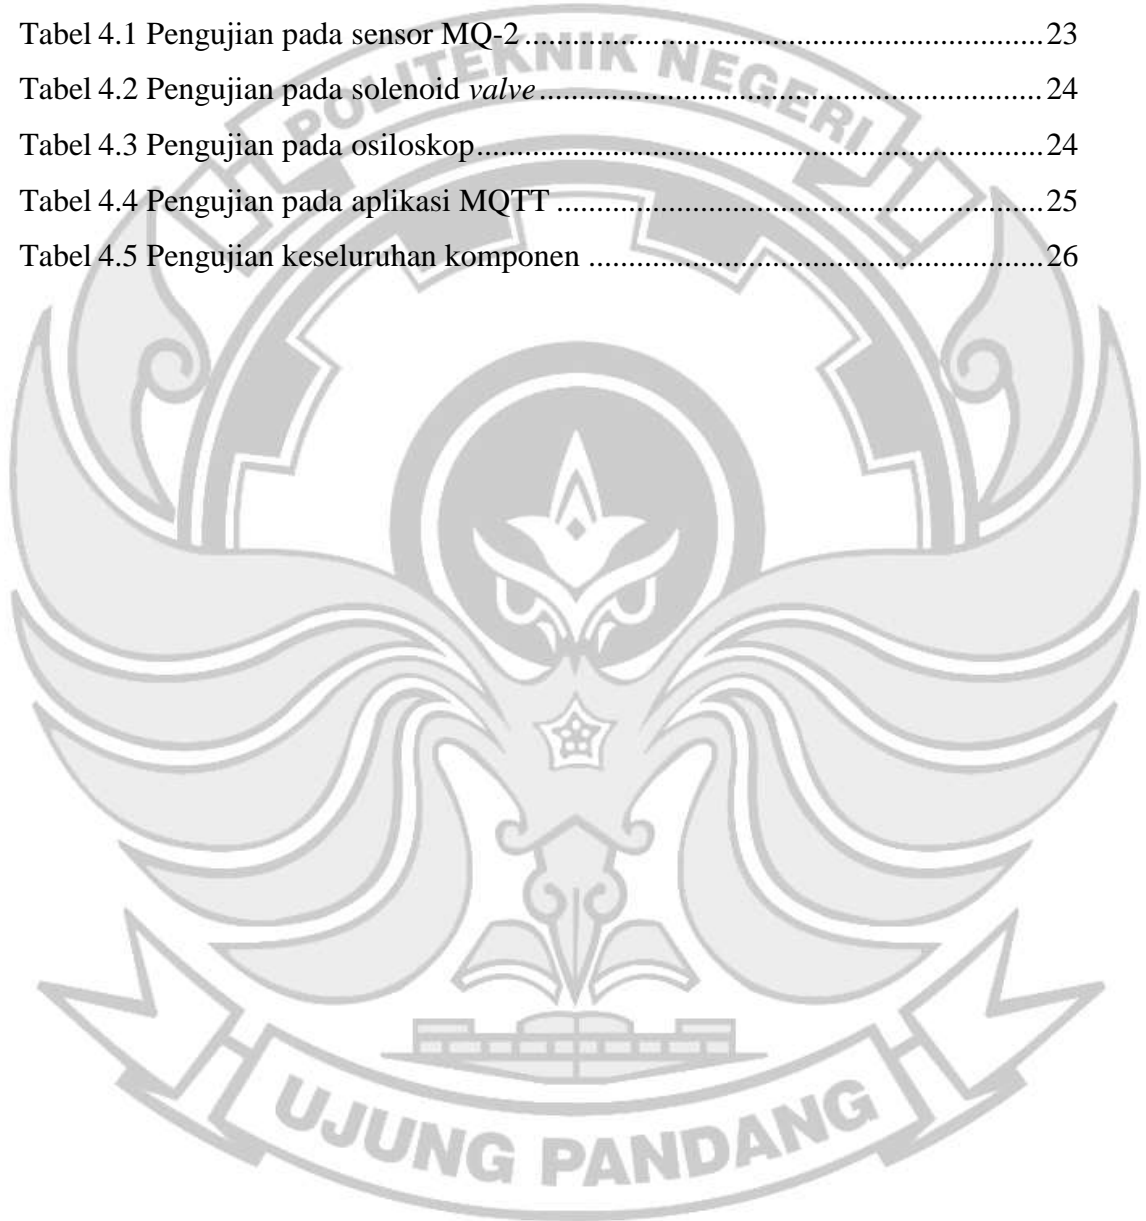 Tabel 4.1 Pengujian pada sensor MQ-2.................................................................23
Tabel 4.2 Pengujian pada solenoid valve...............................................................24
Tabel 4.3 Pengujian pada osiloskop.......................................................................24
Tabel 4.4 Pengujian pada aplikasi MQTT .............................................................25
Tabel 4.5 Pengujian keseluruhan komponen .........................................................26
POLITEKNIK NEGERI
UJUNG PANDANG